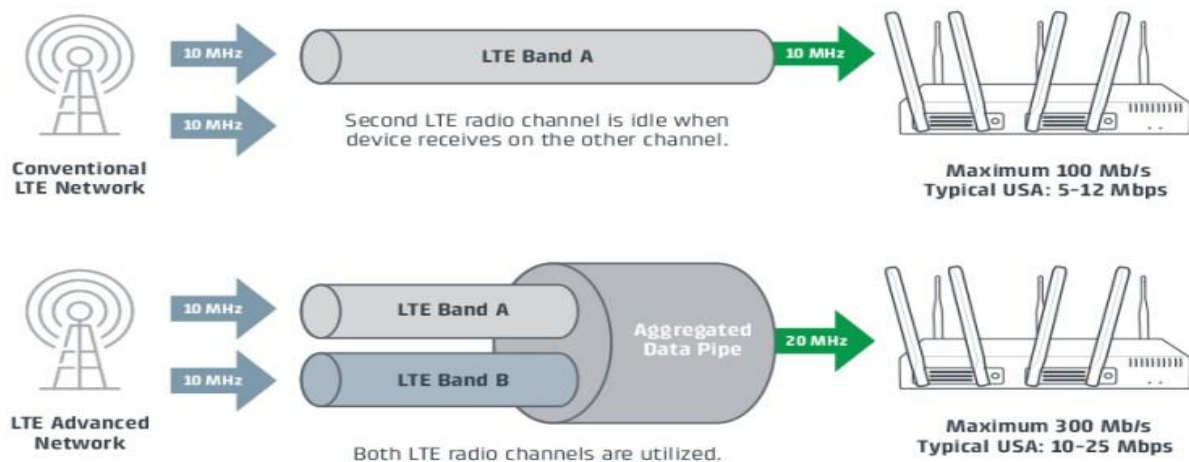 10 MHz
LTE Band A
10 MHz
10 MHz
Second LTE radio channel is idle when
device receives on the other channel.
Conventional
LTE Network
Maximum 100 Mb/s
Typical USA: 5-12 Mbps
10 MHz
LTE Band A
Aggregated
Data Pipe
20 MHz
10 MHz
LTE Band B
LTE Advanced
Network
Both LTE radio channels are utilized.
Maximum 300 Mb/s
Typical USA: 10-25 Mbps